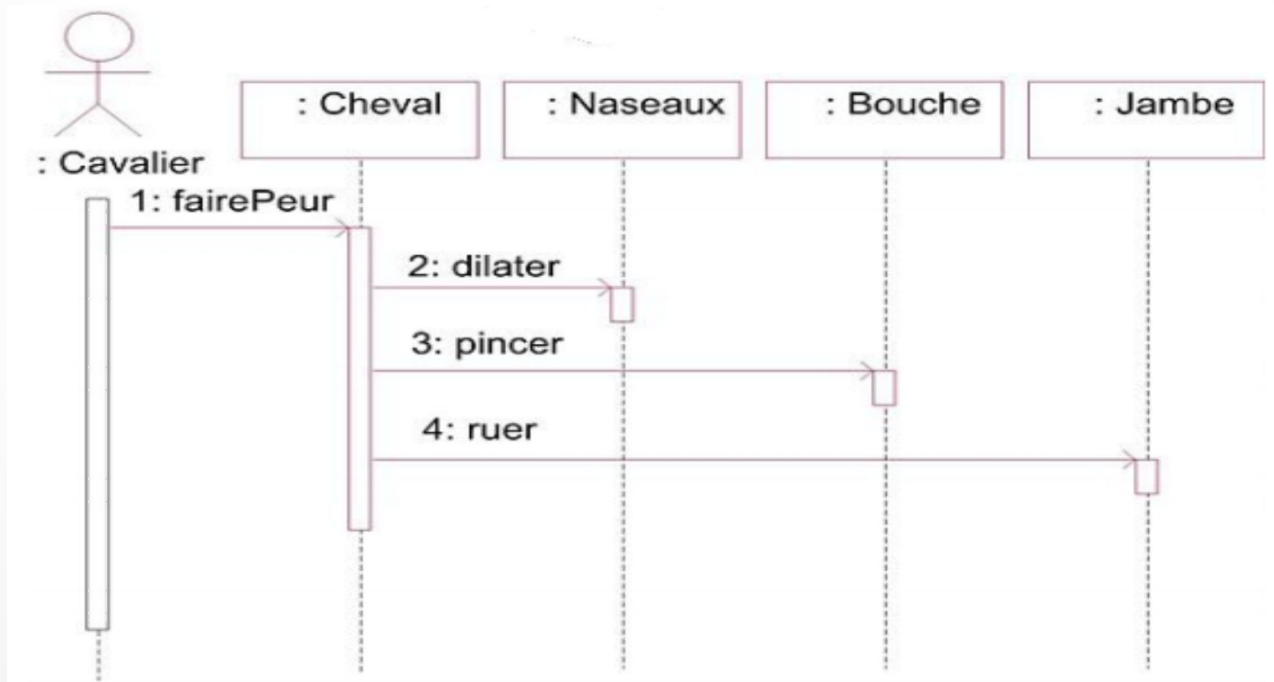 : Cheval
: Naseaux
: Bouche
: Jambe
: Cavalier
1: fairePeur
2: dilater
3: pincer
4: ruer